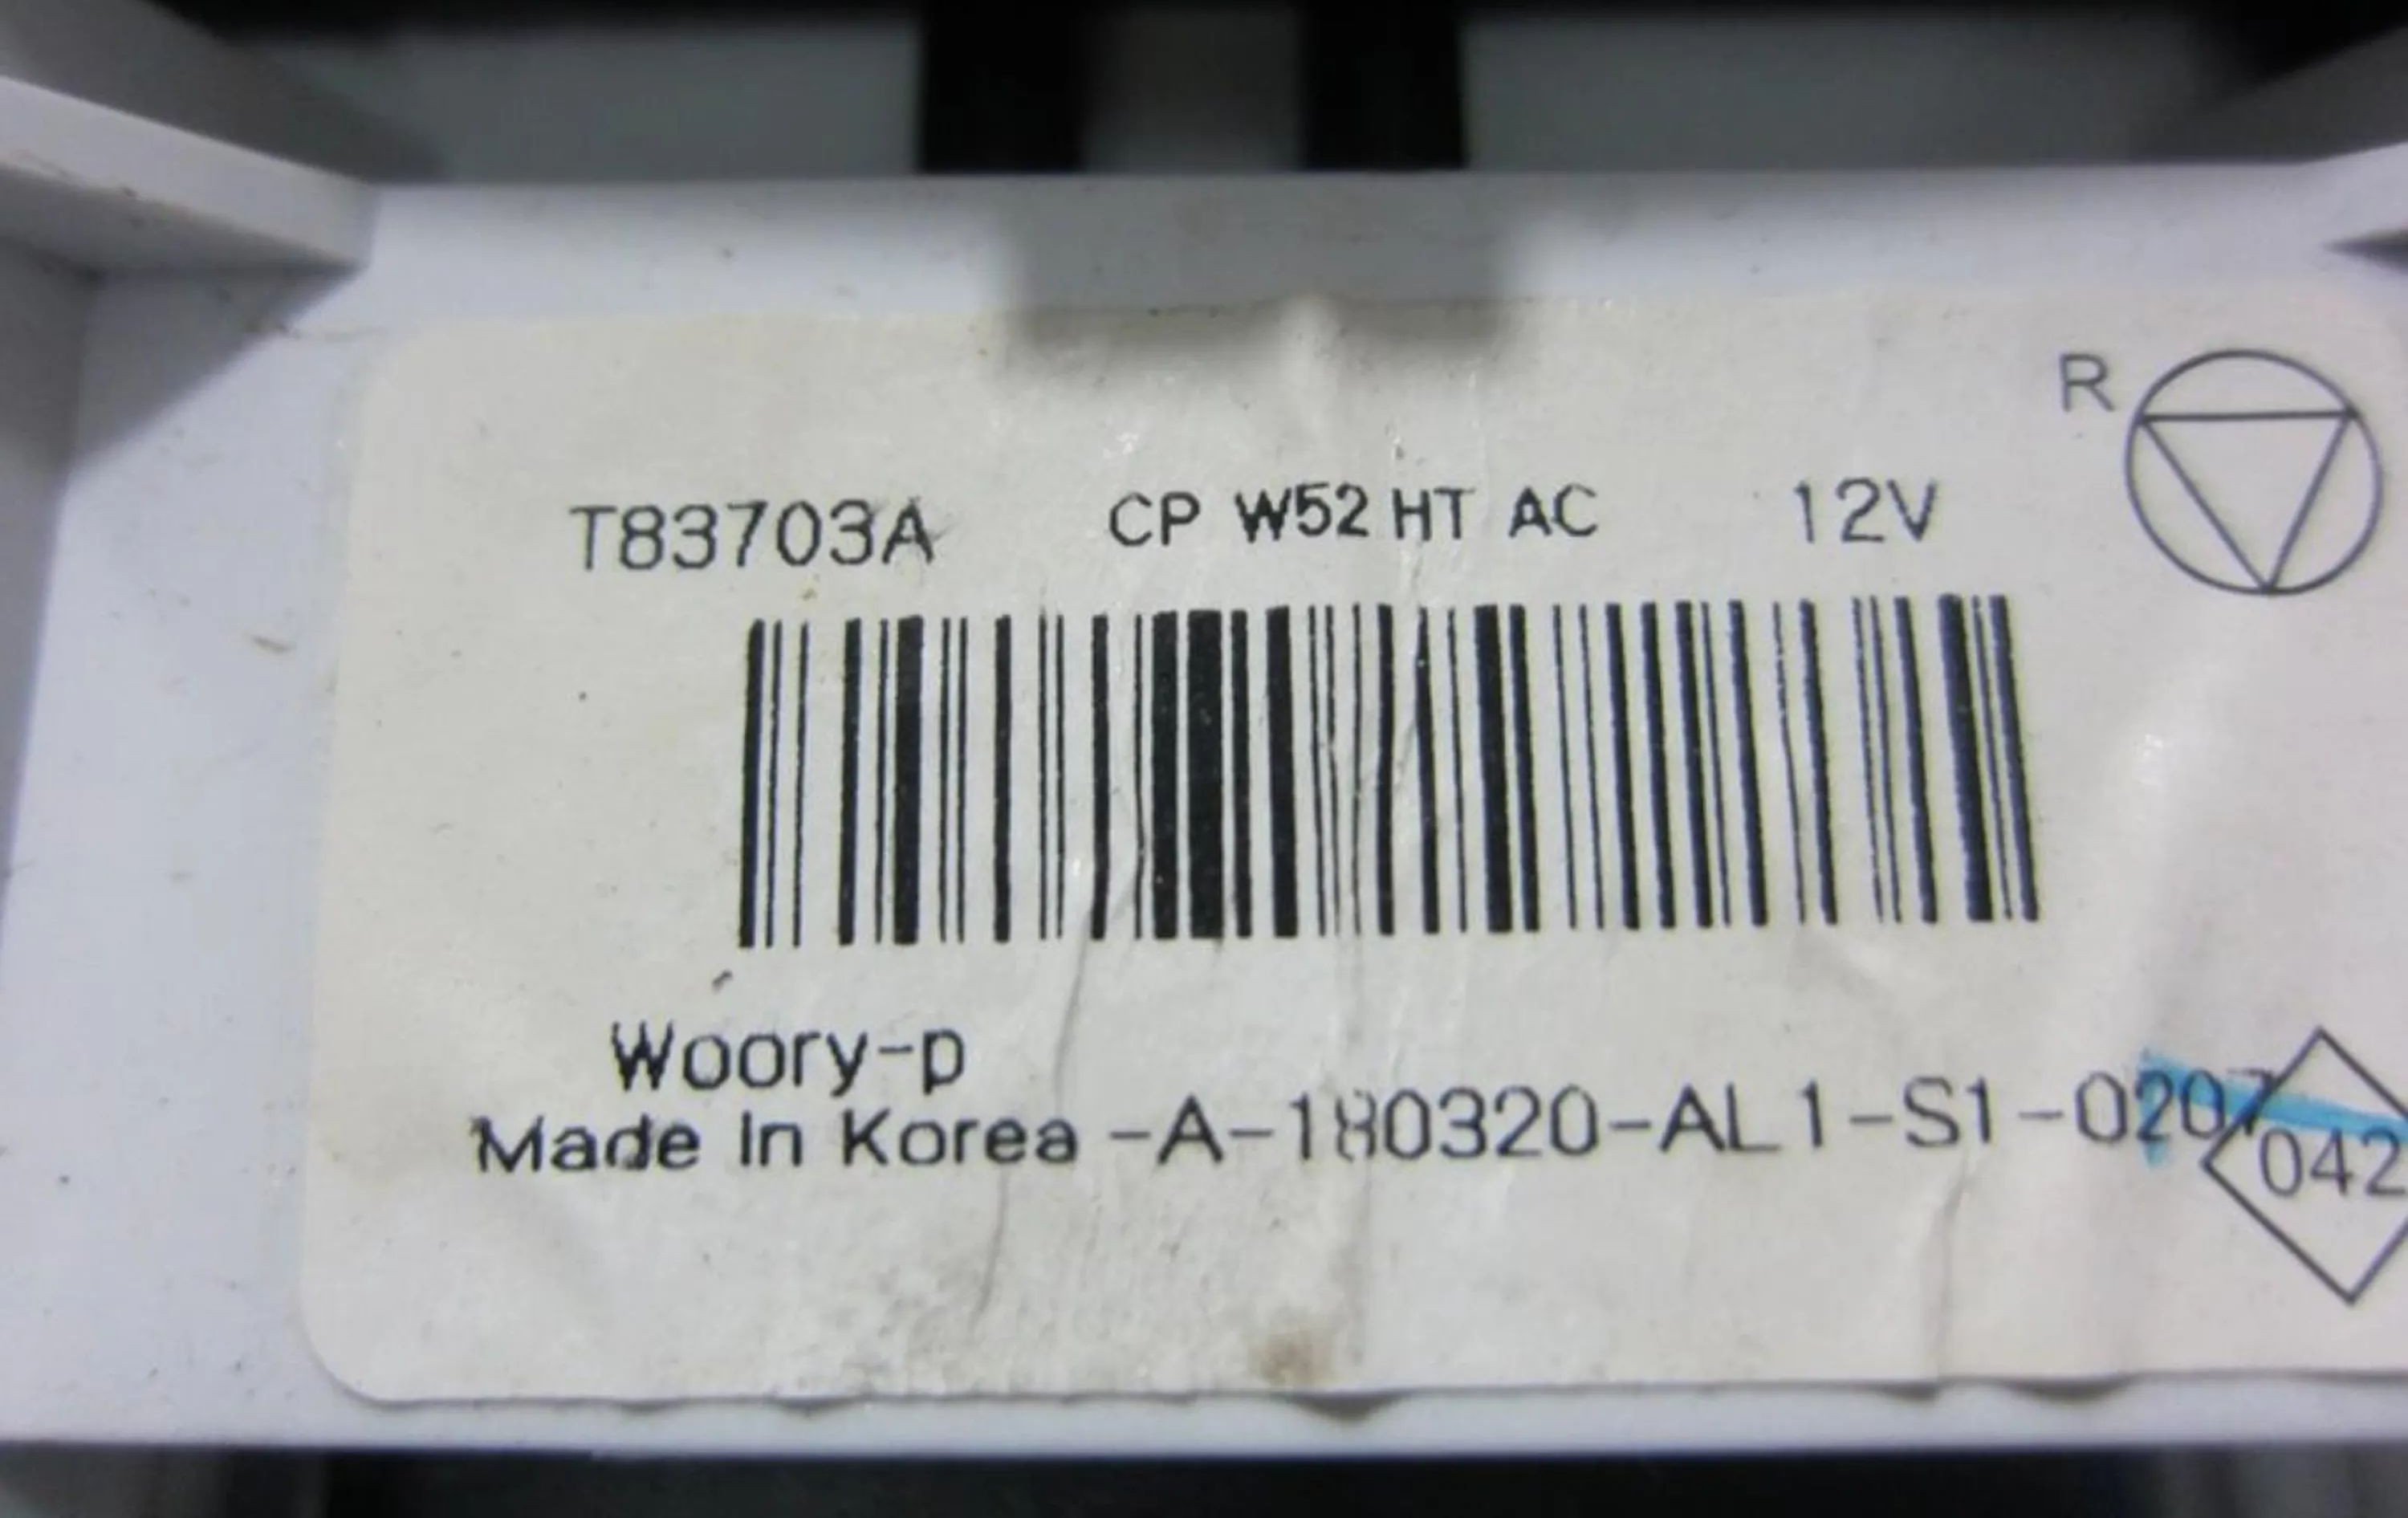 R
T83703A CP W52 HT AC 12V
Woory-p
Made In Korea -A-180320-AL1-S1-0207
042